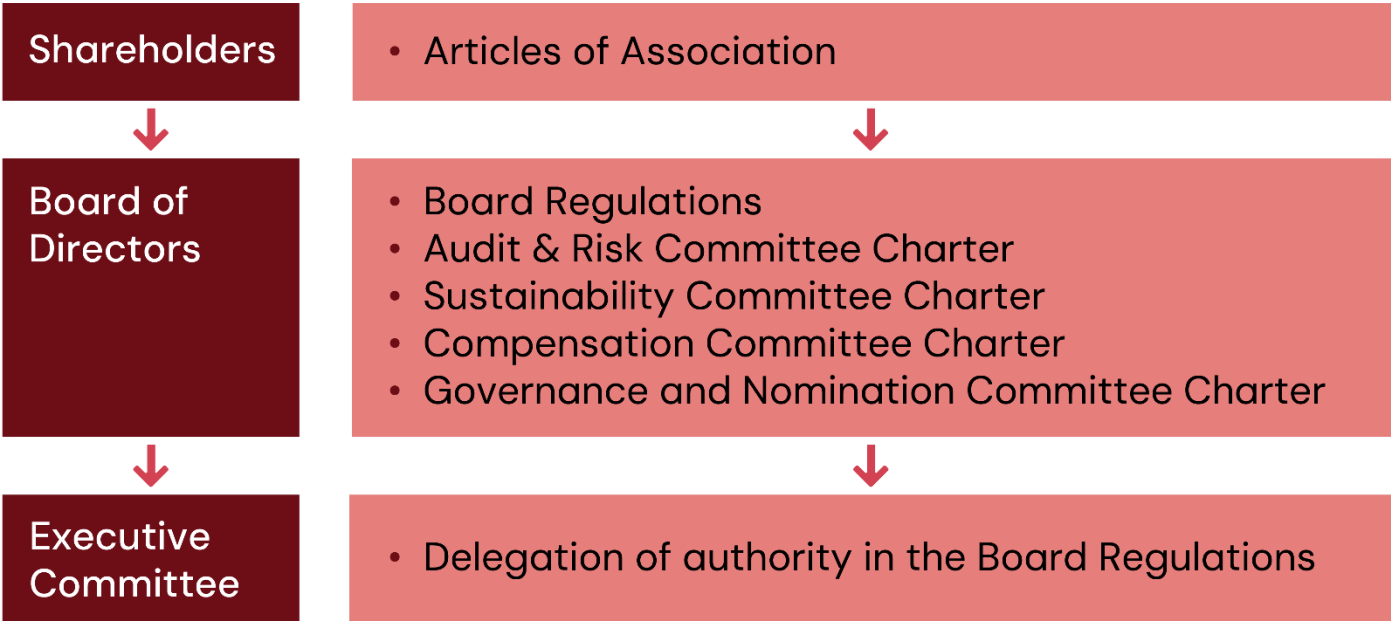 Shareholders
• Articles of Association
Board of
Directors
• Board Regulations
• Audit & Risk Committee Charter
• Sustainability Committee Charter
• Compensation Committee Charter
• Governance and Nomination Committee Charter
Executive
Committee
• Delegation of authority in the Board Regulations